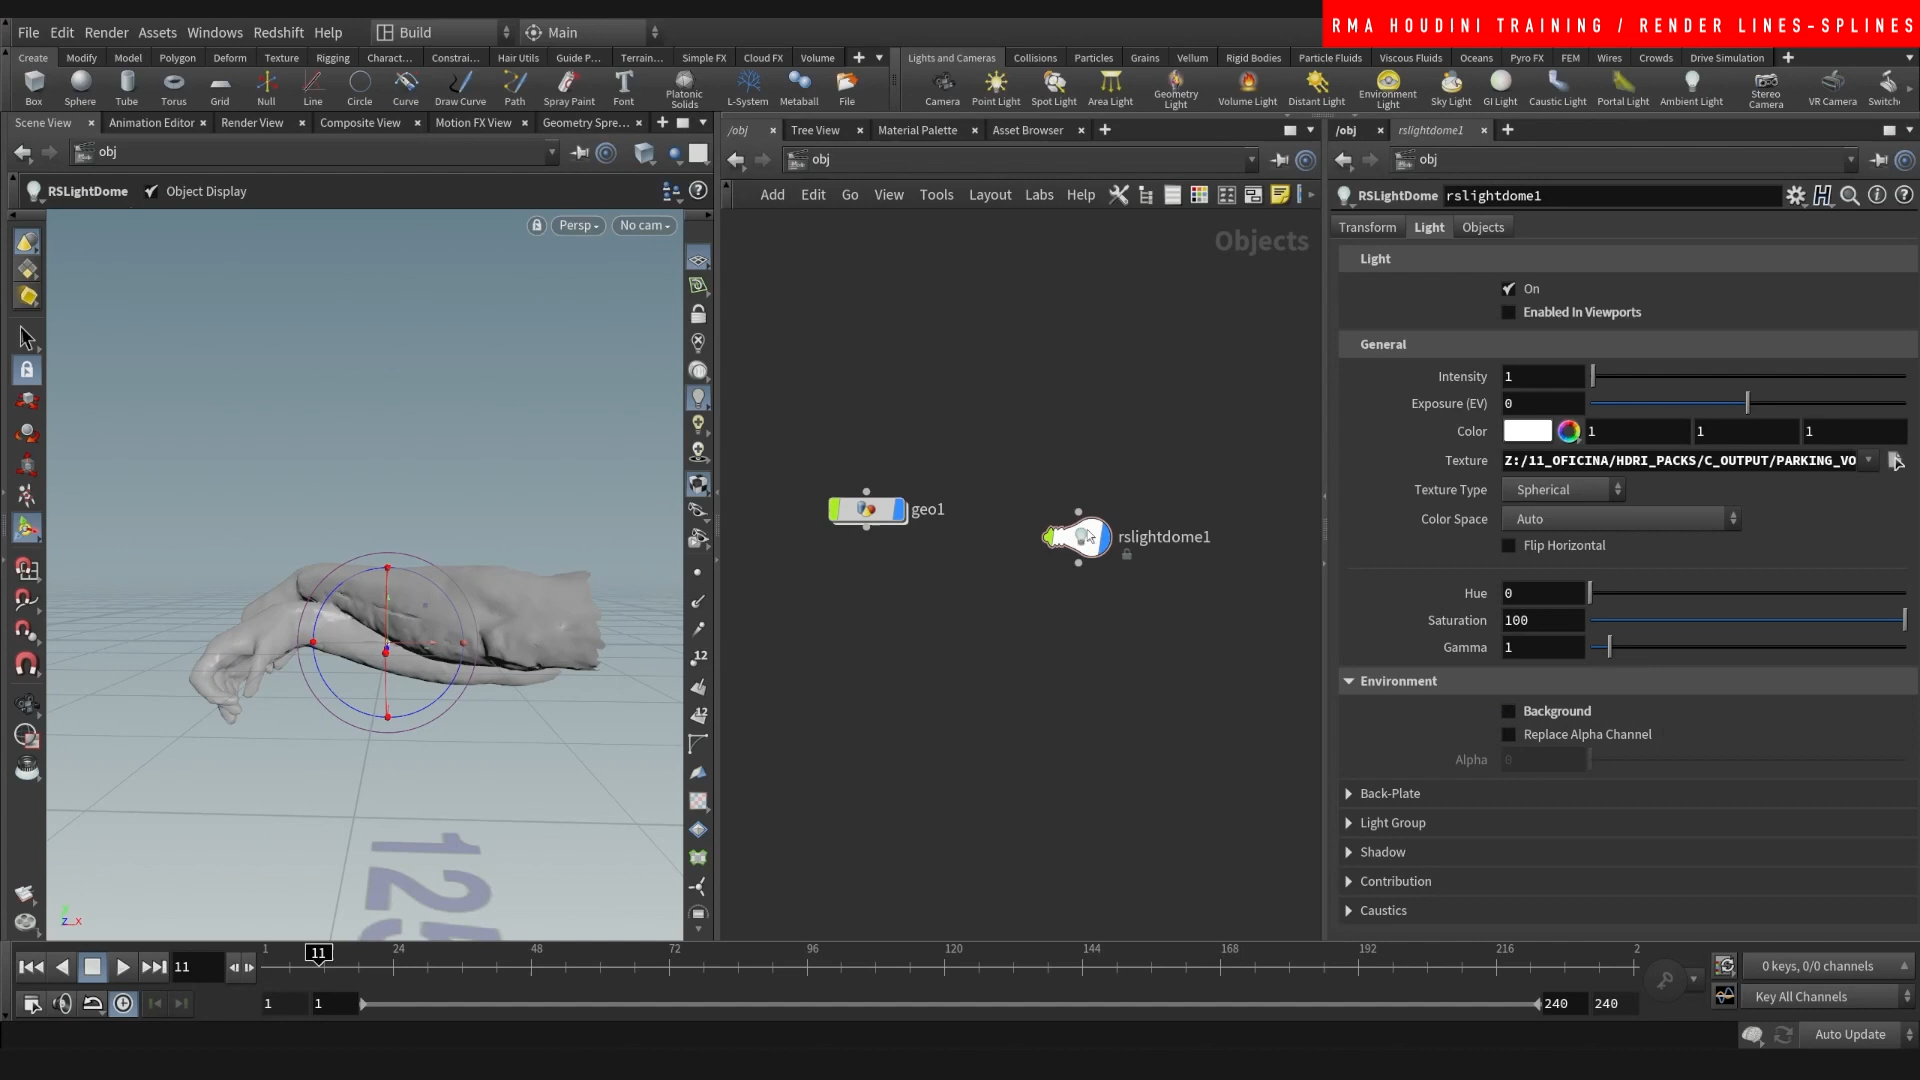 RMA HOUDINI TRAINING / RENDER LINES-SPLINES
File Edit Render Assets Windows Redshift Help Build Main
Create Modify Model Polygon Deform Texture Rigging Charact... Constrai... Hair Utils Guide P... Terrain... Simple FX Cloud FX Volume
Lights and Cameras Collisions Particles Grains Vellum Rigid Bodies Particle Fluids Viscous Fluids Oceans Pyro FX FEM Wires Crowds Drive Simulation
Box Sphere Tube Torus Grid Null Line Circle Curve Draw Curve Path Spray Paint Font Platonic Solids L-System Metaball File
Camera Point Light Spot Light Area Light Geometry Light Volume Light Distant Light Environment Light Sky Light GI Light Caustic Light Portal Light Ambient Light Stereo Camera VR Camera Switch
Scene View Animation Editor Render View Composite View Motion FX View Geometry Spre...
/obj Tree View Material Palette Asset Browser
/obj rslightdome1
obj
obj
obj
RSLightDome Object Display
Add Edit Go View Tools Layout Labs Help
RSLightDome rslightdome1
Persp No cam
Objects
geo1
rslightdome1
12
12
125
y
z x
Transform Light Objects
Light
On
Enabled In Viewports
General
Intensity 1
Exposure (EV) 0
Color 1 1 1
Texture Z:/11_OFICINA/HDRI_PACKS/C_OUTPUT/PARKING_VO
Texture Type Spherical
Color Space Auto
Flip Horizontal
Hue 0
Saturation 100
Gamma 1
Environment
Background
Replace Alpha Channel
Alpha 0
Back-Plate
Light Group
Shadow
Contribution
Caustics
1 11 24 48 72 96 120 144 168 192 216 2
11
0 keys, 0/0 channels
1 1 240 240
Key All Channels
Auto Update